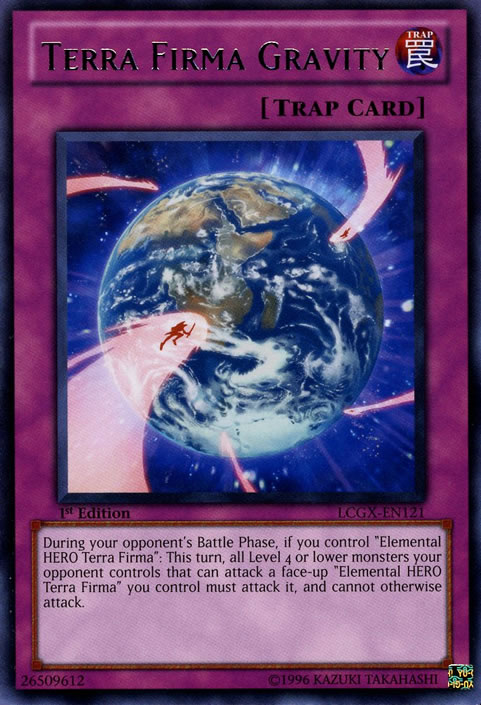 TERRA FIRMA GRAVITY
TRAP
罠
[TRAP CARD]
1st Edition
LCGX-EN121
During your opponent's Battle Phase, if you control "Elemental
HERO Terra Firma": This turn, all Level 4 or lower monsters your
opponent controls that can attack a face-up "Elemental HERO
Terra Firma" you control must attack it, and cannot otherwise
attack.
26509612
©1996 KAZUKI TAKAHASHI